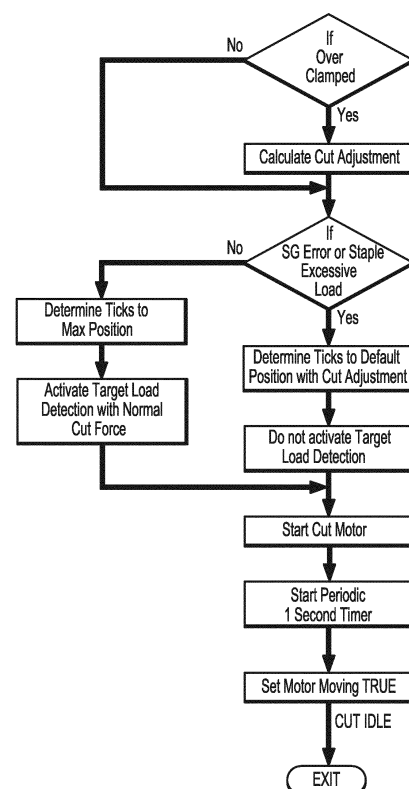 If
Over
Clamped
No
Yes
Calculate Cut Adjustment
If
SG Error or Staple
Excessive
Load
No
Yes
Determine Ticks to
Max Position
Activate Target Load
Detection with Normal
Cut Force
Determine Ticks to Default
Position with Cut Adjustment
Do not activate Target
Load Detection
Start Cut Motor
Start Periodic
1 Second Timer
Set Motor Moving TRUE
CUT IDLE
EXIT